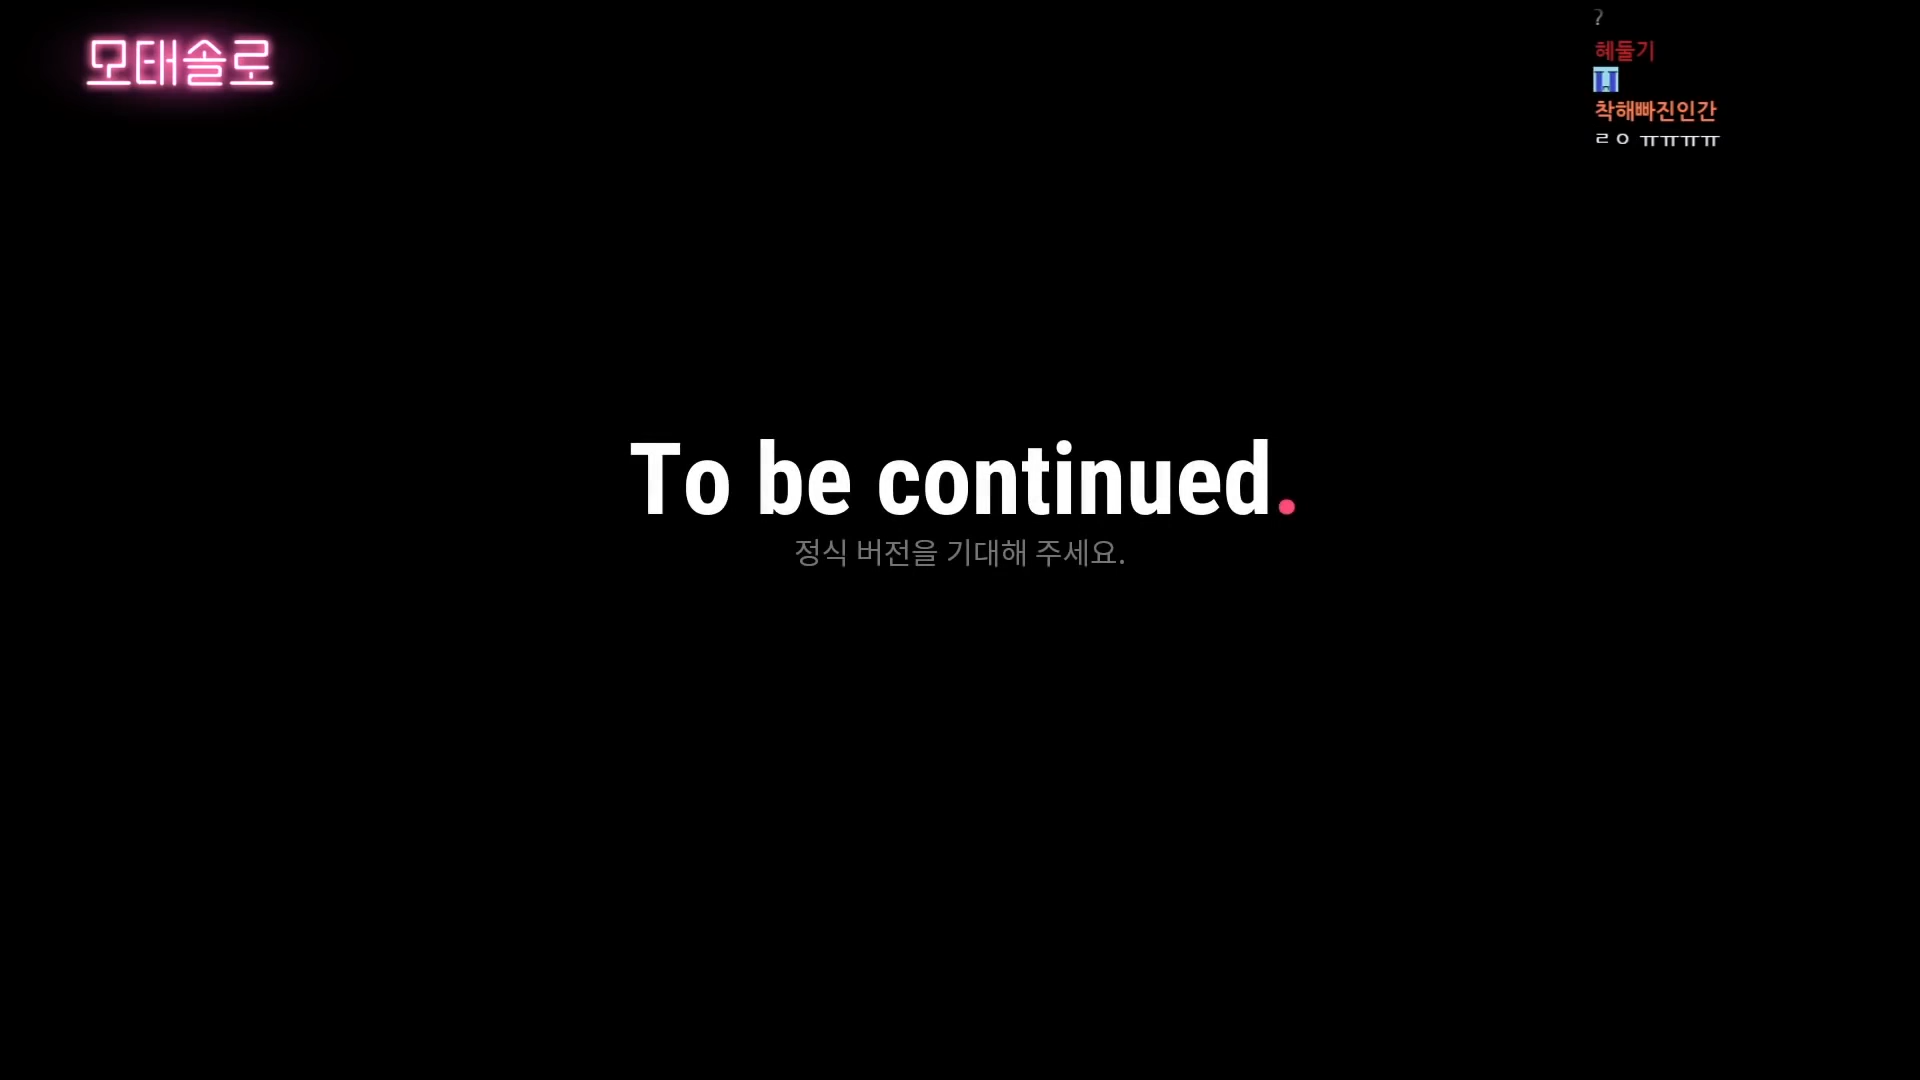 모태솔로
?
혜둘기
착해빠진인간
ㄹㅇ ㅠㅠㅠㅠ
To be continued.
정식 버전을 기대해 주세요.